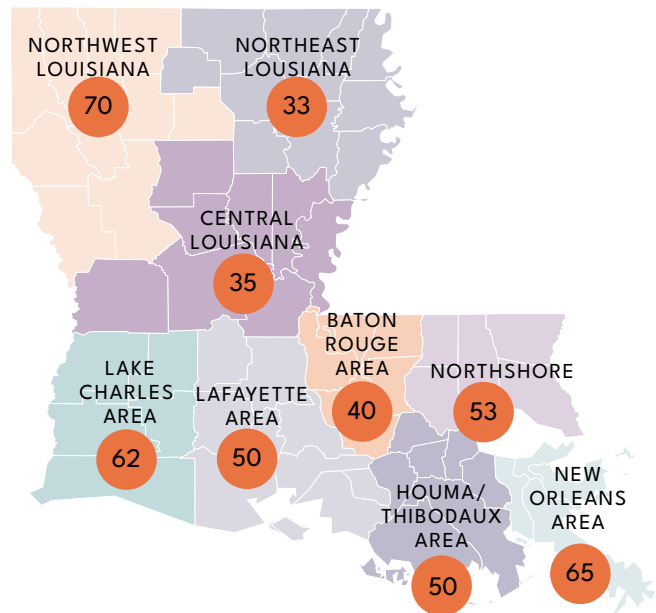 NORTHWEST
LOUISIANA
70
NORTHEAST
LOUSIANA
33
CENTRAL
LOUISIANA
35
BATON
ROUGE
AREA
40
LAKE
CHARLES
AREA
62
LAFAYETTE
AREA
50
NORTHSHORE
53
HOUMA/
THIBODAUX
AREA
50
NEW
ORLEANS
AREA
65